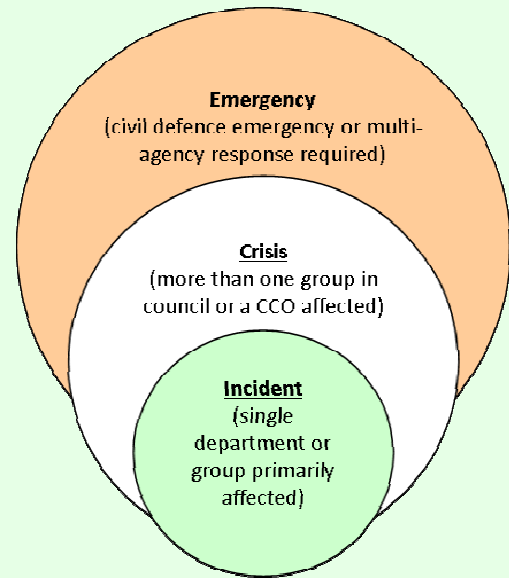 Emergency
(civil defence emergency or multi-
agency response required)
Crisis
(more than one group in
council or a CCO affected)
Incident
(single
department or
group primarily
affected)